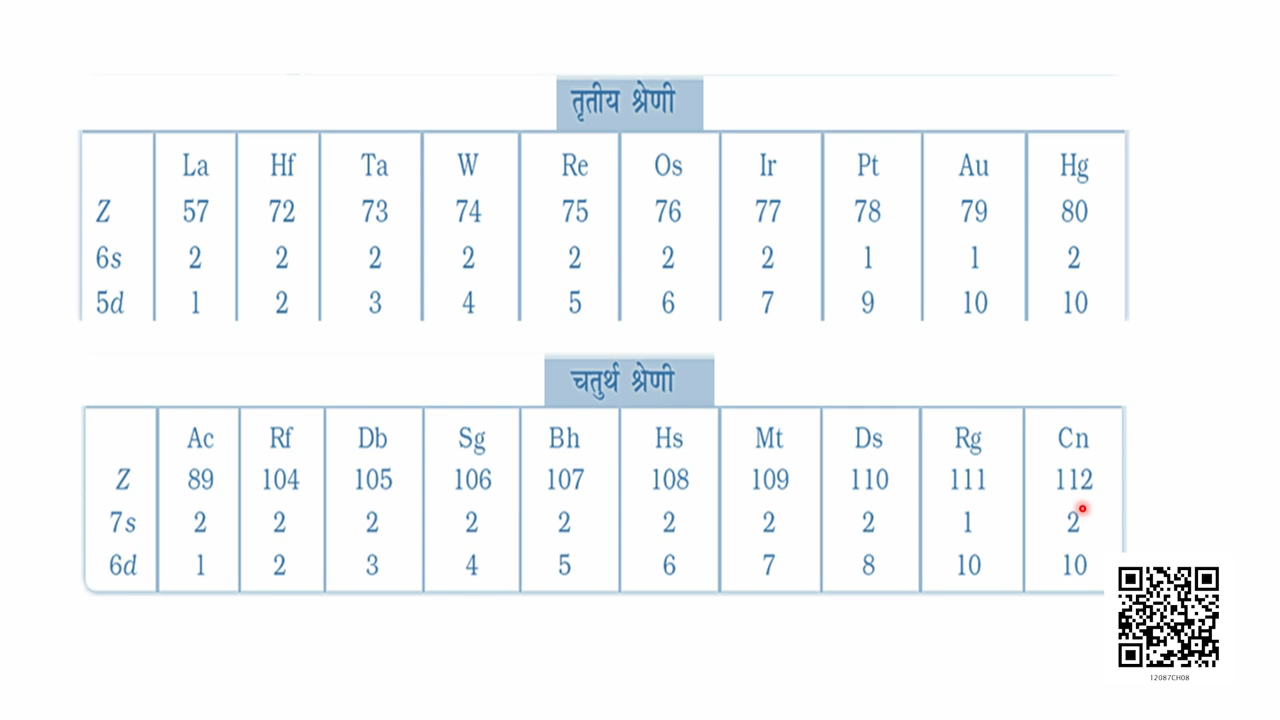 तृतीय श्रेणी
La Hf Ta W Re Os Ir Pt Au Hg
Z 57 72 73 74 75 76 77 78 79 80
6s 2 2 2 2 2 2 2 1 1 2
5d 1 2 3 4 5 6 7 9 10 10
चतुर्थ श्रेणी
Ac Rf Db Sg Bh Hs Mt Ds Rg Cn
Z 89 104 105 106 107 108 109 110 111 112
7s 2 2 2 2 2 2 2 2 1 2
6d 1 2 3 4 5 6 7 8 10 10
12087CH08